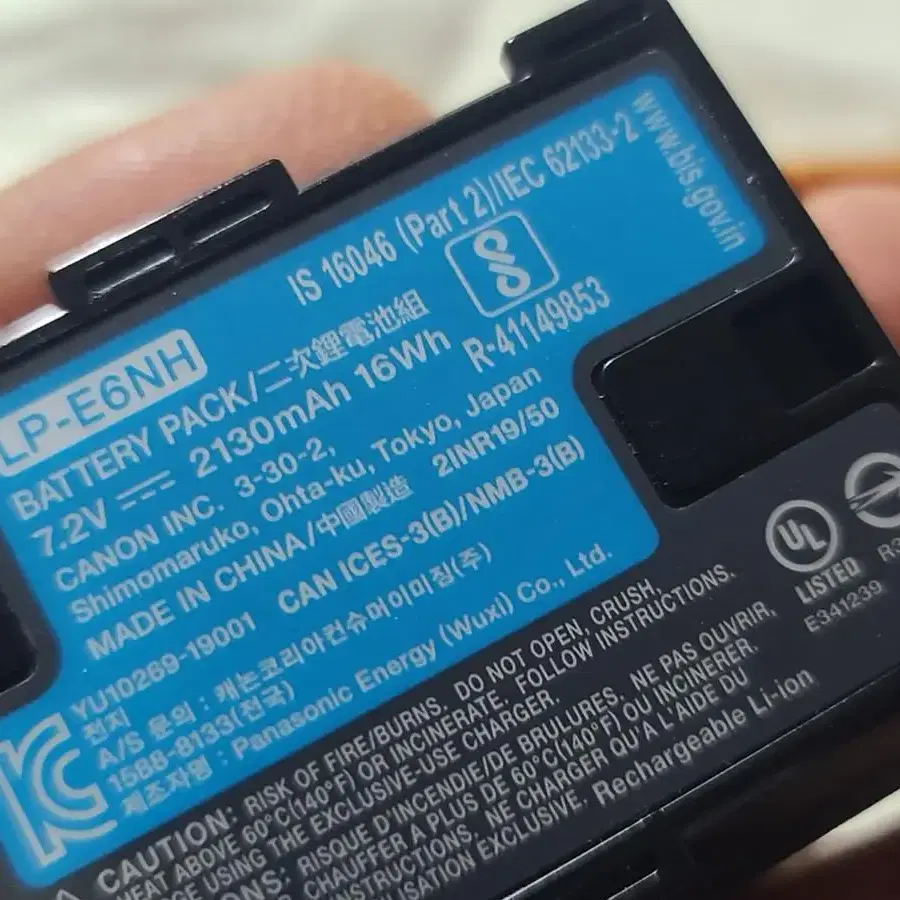 www.bis.gov.in
IS 16046 (Part 2)/IEC 62133-2
R-41149853
LP-E6NH
BATTERY PACK/二次鋰電池組
7.2V 2130mAh 16Wh
CANON INC. 3-30-2,
Shimomaruko, Ohta-ku, Tokyo, Japan
MADE IN CHINA/中國製造 2INR19/50
CAN ICES-3(B)/NMB-3(B)
YU10269-19001
전지
A/S 문의 : 캐논코리아컨슈머이미징(주)
1588-8133(전국)
제조자명 : Panasonic Energy (Wuxi) Co., Ltd.
CAUTION: RISK OF FIRE/BURNS. DO NOT OPEN, CRUSH,
HEAT ABOVE 60°C(140°F) OR INCINERATE. FOLLOW INSTRUCTIONS.
USING THE EXCLUSIVE-USE CHARGER.
RISQUE D'INCENDIE/DE BRULURES. NE PAS OUVRIR,
CHAUFFER A PLUS DE 60°C(140°F) OU INCINERER.
INSTRUCTIONS. NE CHARGER QU'A L'AIDE DU
EXCLUSIVE. Rechargeable Li-ion
UL
LISTED
E341239